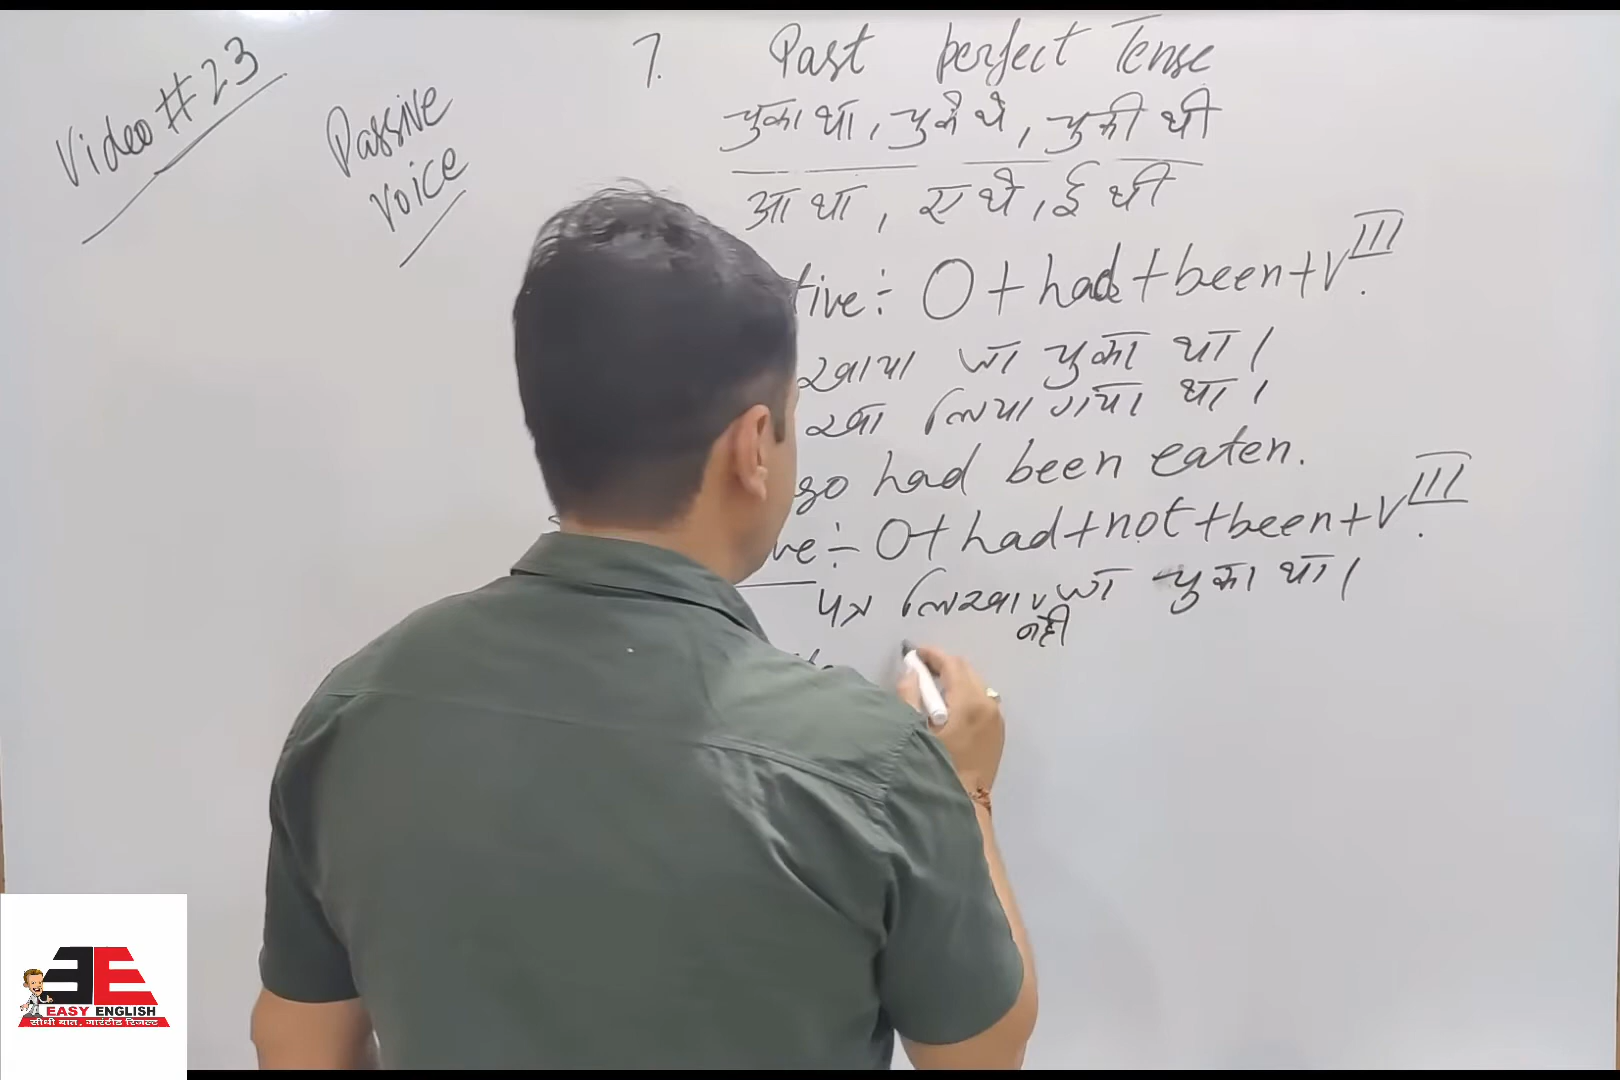 Video # 23
Passive
Voice
7. Past perfect Tense
चुका था, चुके थे, चुकी थी
आ था, ए थे, ई थी
tive:- O + had + been + V III.
खाया जा चुका था।
खा लिया गया था।
go had been eaten.
ve:- O + had + not + been + V III.
पत्र लिखा जा चुका था।
नहीं
EASY ENGLISH
सीधी बात, गारंटीड रिजल्ट